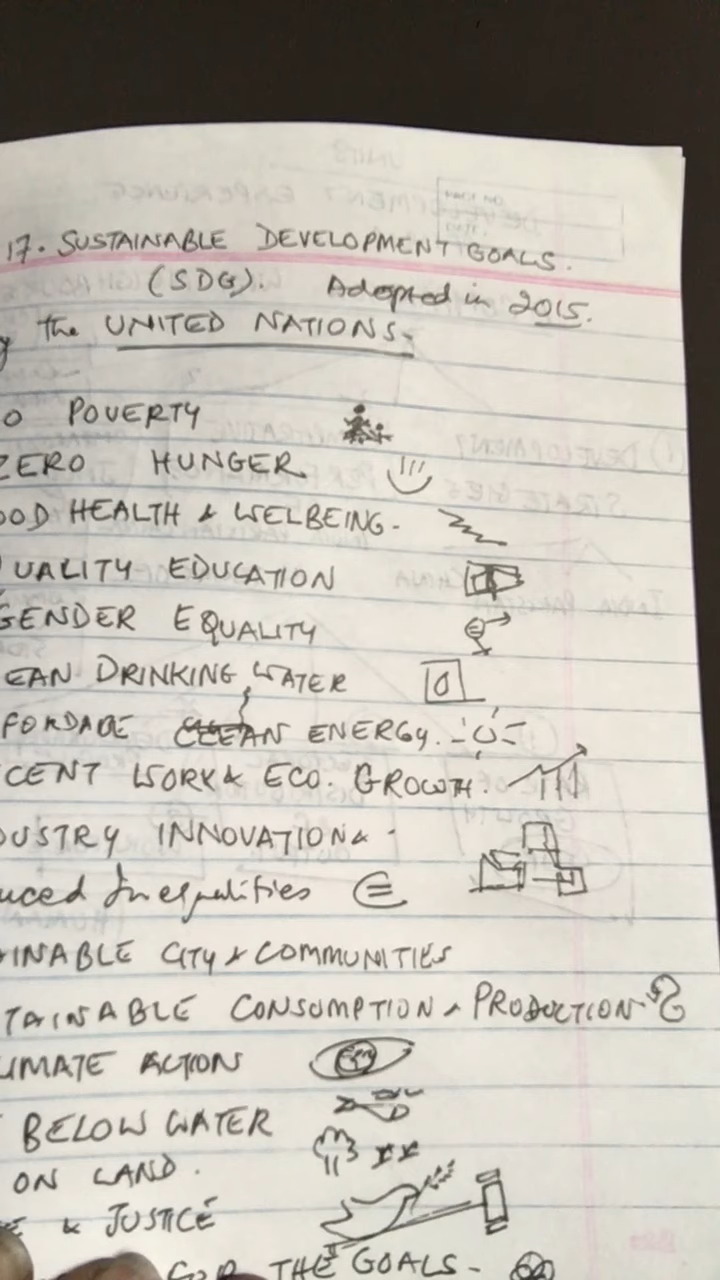 17. SUSTAINABLE DEVELOPMENT GOALS.
(SDG). Adopted in 2015.
y the UNITED NATIONS-
O POVERTY
ZERO HUNGER
OOD HEALTH & WELBEING-
UALITY EDUCATION
GENDER EQUALITY
EAN DRINKING WATER
FORDABE CLEAN ENERGY.
CENT WORK & ECO. GROWTH.
DUSTRY INNOVATION &
uced Inequalities
INABLE CITY & COMMUNITIES
TAINABLE CONSUMPTION & PRODUCTION
LIMATE ACTION
BELOW WATER
ON LAND.
E & JUSTICE
FOR THE GOALS-